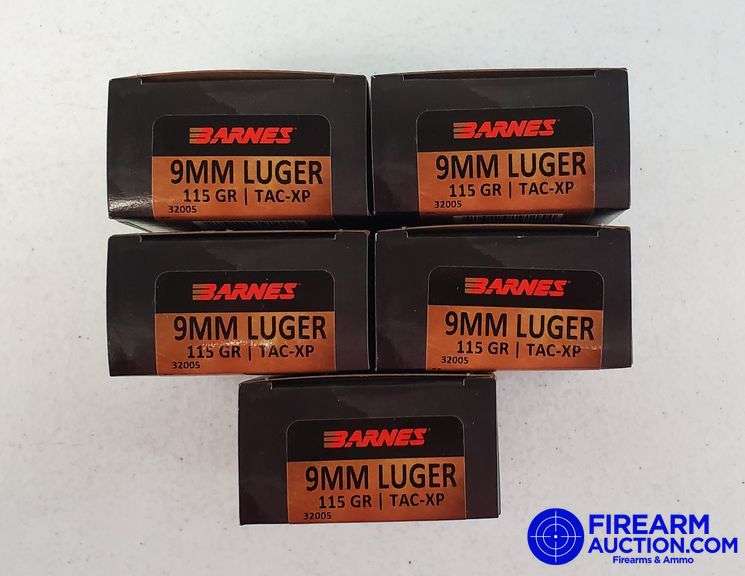 BARNES
9MM LUGER
115 GR | TAC-XP
32005
BARNES
9MM LUGER
115 GR | TAC-XP
32005
BARNES
9MM LUGER
115 GR | TAC-XP
32005
BARNES
9MM LUGER
115 GR | TAC-XP
32005
BARNES
9MM LUGER
115 GR | TAC-XP
32005
FIREARM
AUCTION.COM
Firearms & Ammo